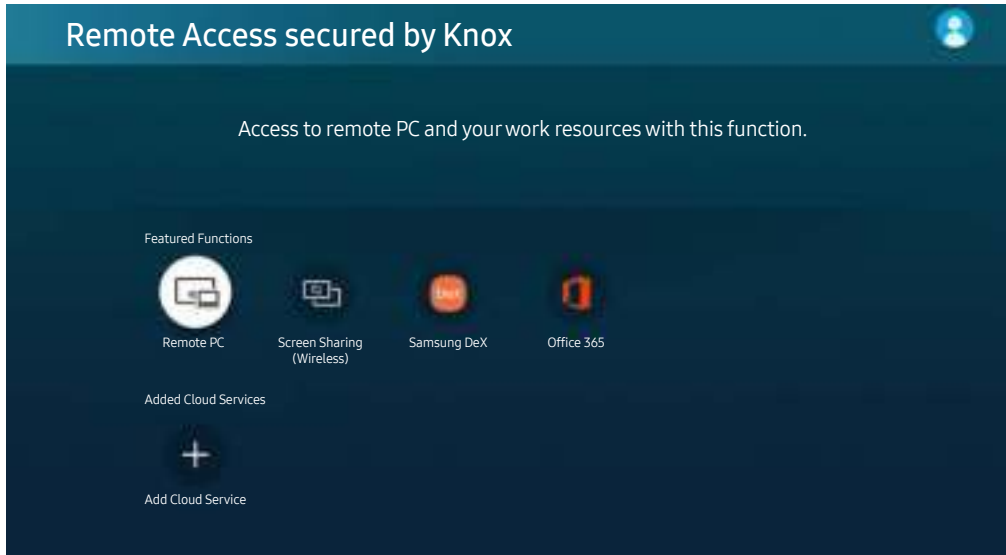 Remote Access secured by Knox
Access to remote PC and your work resources with this function.
Featured Functions
Remote PC
Screen Sharing
(Wireless)
Samsung DeX
Office 365
Added Cloud Services
Add Cloud Service